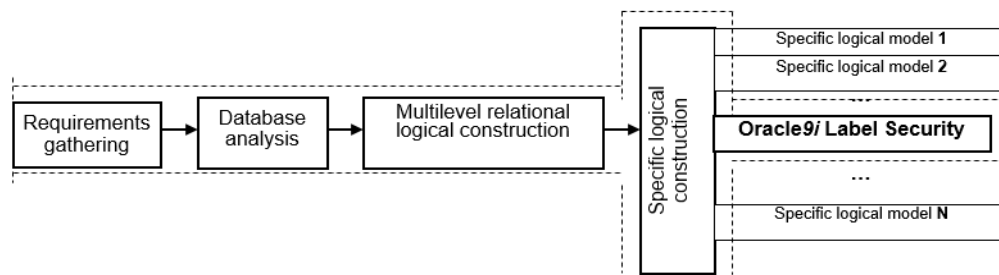 Requirements
gathering
Database
analysis
Multilevel relational
logical construction
Specific logical
construction
Specific logical model 1
Specific logical model 2
...
Oracle9i Label Security
...
Specific logical model N